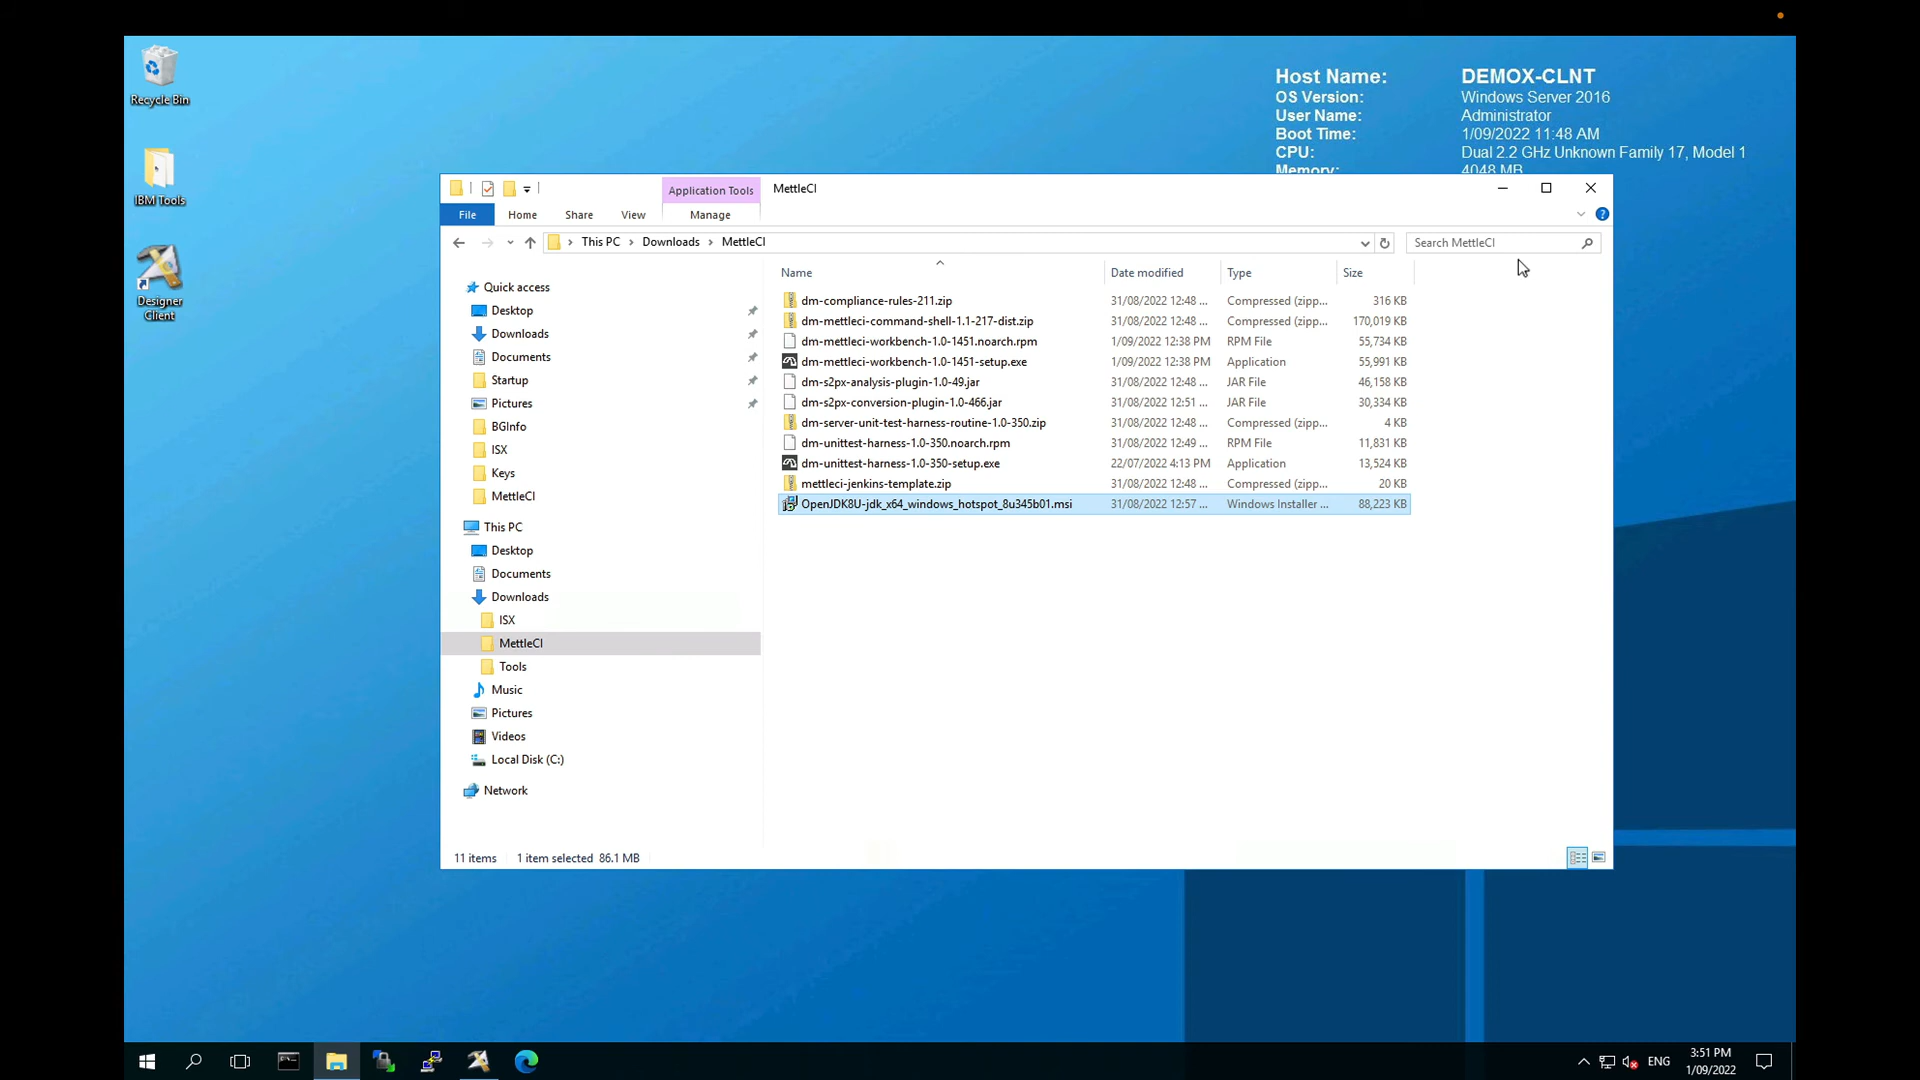 Recycle Bin
IBM Tools
Designer
Client
Host Name: DEMOX-CLNT
OS Version: Windows Server 2016
User Name: Administrator
Boot Time: 1/09/2022 11:48 AM
CPU: Dual 2.2 GHz Unknown Family 17, Model 1
Memory: 4048 MB
Application Tools
MettleCI
File
Home
Share
View
Manage
This PC
Downloads
MettleCI
Search MettleCI
Name
Date modified
Type
Size
dm-compliance-rules-211.zip 31/08/2022 12:48 ... Compressed (zipp... 316 KB
dm-mettleci-command-shell-1.1-217-dist.zip 31/08/2022 12:48 ... Compressed (zipp... 170,019 KB
dm-mettleci-workbench-1.0-1451.noarch.rpm 1/09/2022 12:38 PM RPM File 55,734 KB
dm-mettleci-workbench-1.0-1451-setup.exe 1/09/2022 12:38 PM Application 55,991 KB
dm-s2px-analysis-plugin-1.0-49.jar 31/08/2022 12:48 ... JAR File 46,158 KB
dm-s2px-conversion-plugin-1.0-466.jar 31/08/2022 12:51 ... JAR File 30,334 KB
dm-server-unit-test-harness-routine-1.0-350.zip 31/08/2022 12:48 ... Compressed (zipp... 4 KB
dm-unittest-harness-1.0-350.noarch.rpm 31/08/2022 12:49 ... RPM File 11,831 KB
dm-unittest-harness-1.0-350-setup.exe 22/07/2022 4:13 PM Application 13,524 KB
mettleci-jenkins-template.zip 31/08/2022 12:48 ... Compressed (zipp... 20 KB
OpenJDK8U-jdk_x64_windows_hotspot_8u345b01.msi 31/08/2022 12:57 ... Windows Installer ... 88,223 KB
Quick access
Desktop
Downloads
Documents
Startup
Pictures
BGInfo
ISX
Keys
MettleCI
This PC
Desktop
Documents
Downloads
ISX
MettleCI
Tools
Music
Pictures
Videos
Local Disk (C:)
Network
11 items
1 item selected 86.1 MB
ENG
3:51 PM
1/09/2022